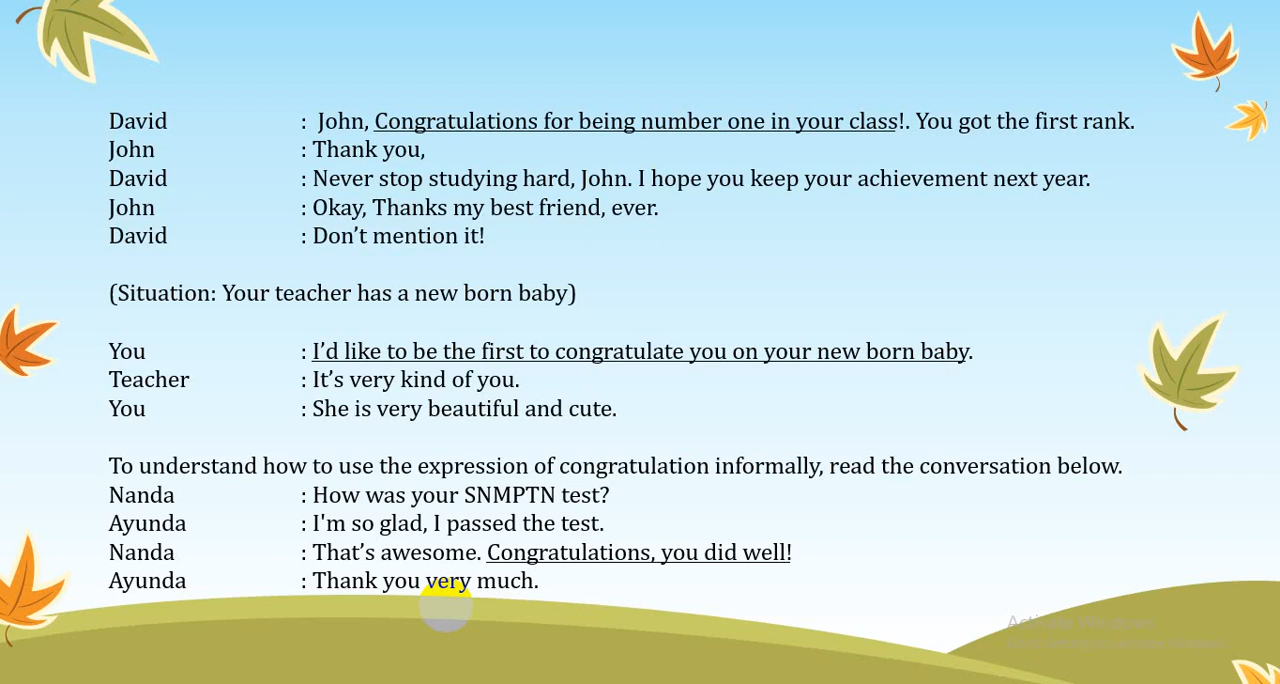 David : John, Congratulations for being number one in your class!. You got the first rank.
John : Thank you,
David : Never stop studying hard, John. I hope you keep your achievement next year.
John : Okay, Thanks my best friend, ever.
David : Don’t mention it!
(Situation: Your teacher has a new born baby)
You : I’d like to be the first to congratulate you on your new born baby.
Teacher : It’s very kind of you.
You : She is very beautiful and cute.
To understand how to use the expression of congratulation informally, read the conversation below.
Nanda : How was your SNMPTN test?
Ayunda : I'm so glad, I passed the test.
Nanda : That’s awesome. Congratulations, you did well!
Ayunda : Thank you very much.
Activate Windows